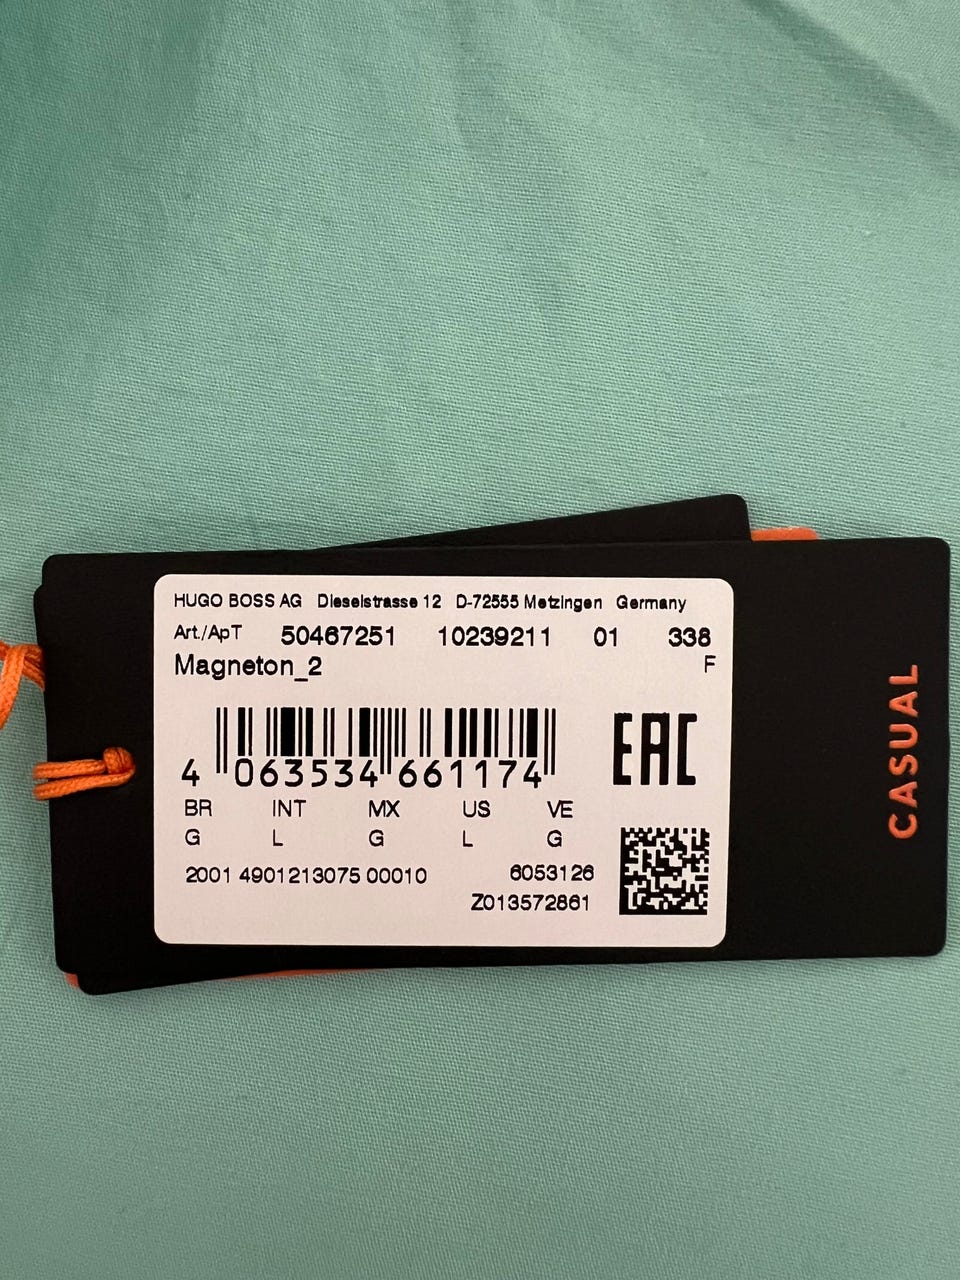 HUGO BOSS AG Dieselstrasse 12 D-72555 Metzingen Germany
Art./АрТ 50467251 10239211 01 338
Magneton_2 F
4 063534 661174
EAC
BR INT MX US VE
G L G L G
2001 4901213075 00010 6053126
Z013572861
CASUAL